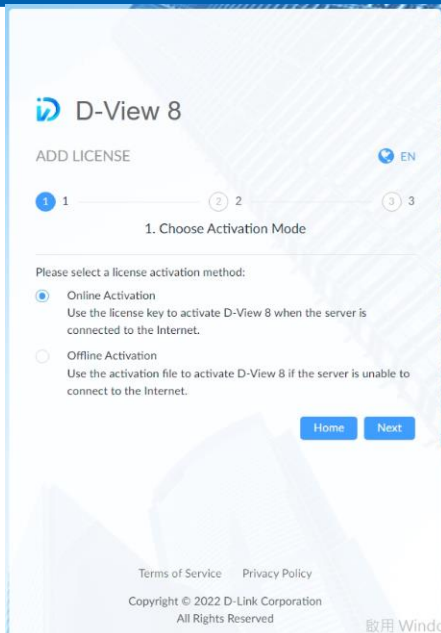 D-View 8
ADD LICENSE
EN
1 1
2 2
3 3
1. Choose Activation Mode
Please select a license activation method:
Online Activation
Use the license key to activate D-View 8 when the server is
connected to the Internet.
Offline Activation
Use the activation file to activate D-View 8 if the server is unable to
connect to the Internet.
Home Next
Terms of Service Privacy Policy
Copyright © 2022 D-Link Corporation
All Rights Reserved
啟用 Windo